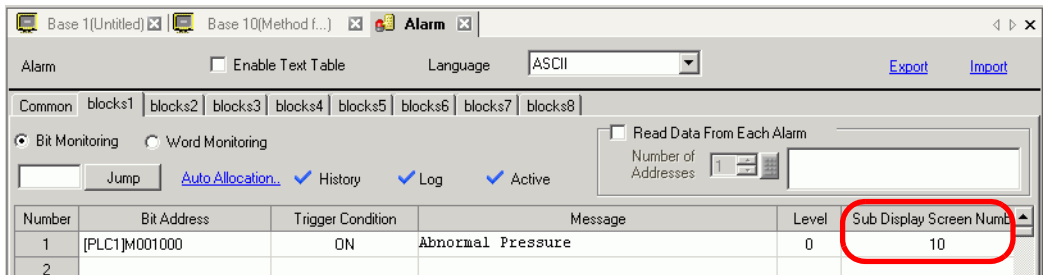 Base 1(Untitled) Base 10(Method f...) Alarm
Alarm Enable Text Table Language ASCII Export Import
Common blocks1 blocks2 blocks3 blocks4 blocks5 blocks6 blocks7 blocks8
Bit Monitoring Word Monitoring Read Data From Each Alarm
Number of Addresses 1
Jump Auto Allocation.. History Log Active
Number Bit Address Trigger Condition Message Level Sub Display Screen Numb
1 [PLC1]M001000 ON Abnormal Pressure 0 10
2